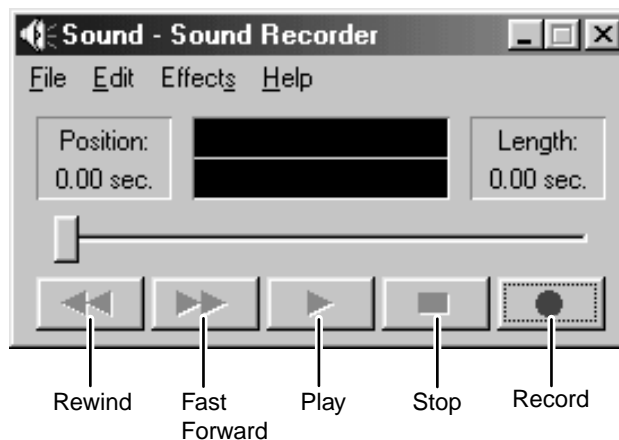 Sound - Sound Recorder
File Edit Effects Help
Position:
0.00 sec.
Length:
0.00 sec.
Rewind
Fast
Forward
Play
Stop
Record